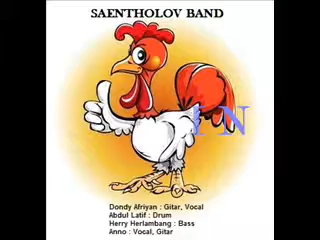 SAENTHOLOV BAND
N
Dondy Afriyan : Gitar, Vocal
Abdul Latif : Drum
Herry Herlambang : Bass
Anno : Vocal, Gitar